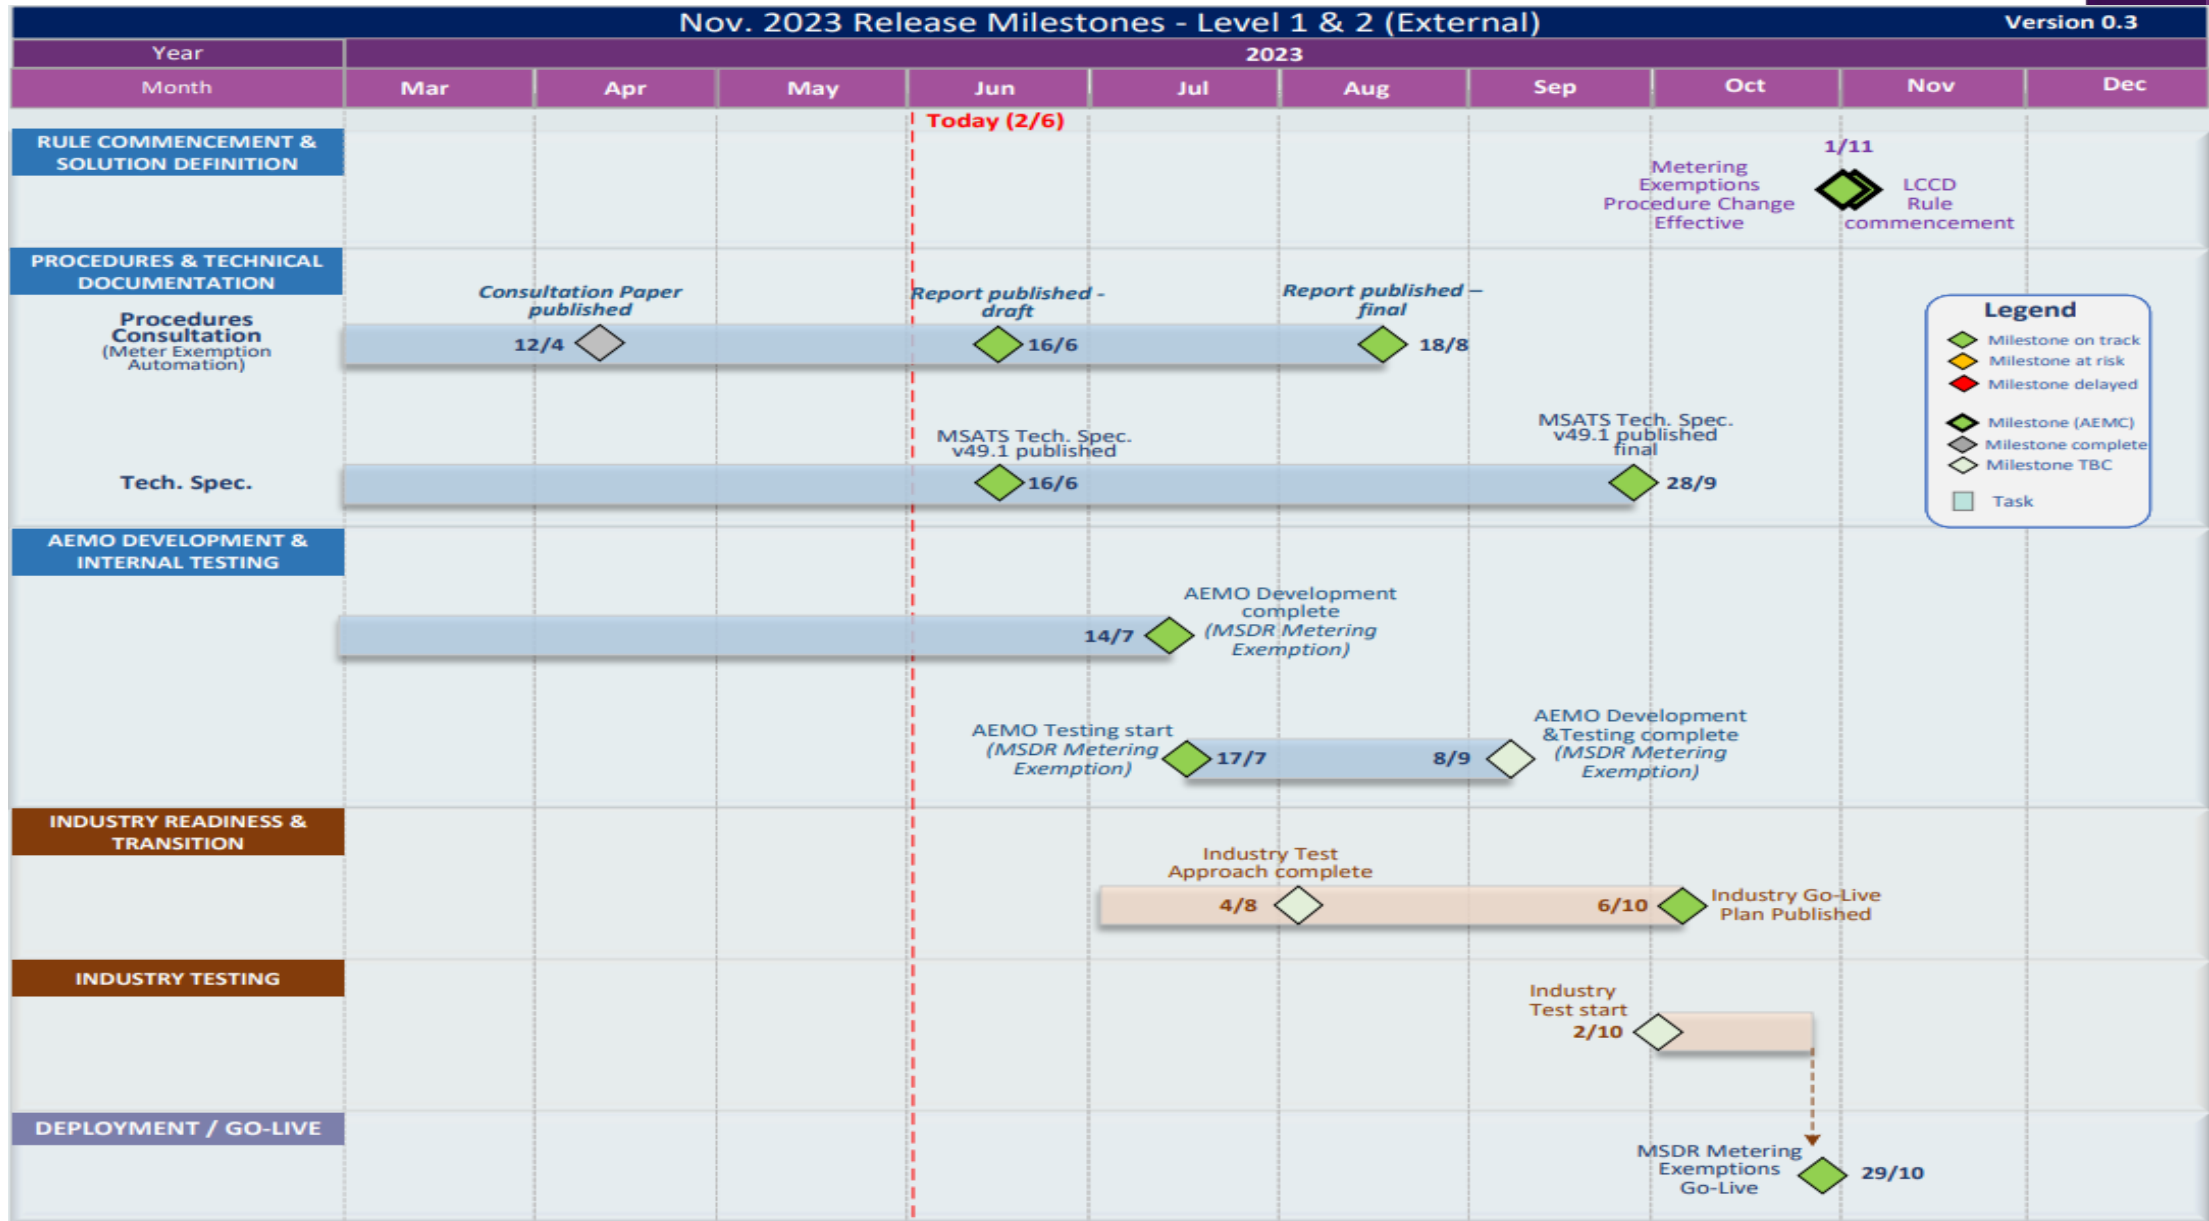 Nov. 2023 Release Milestones - Level 1 & 2 (External)
Version 0.3
Year
2023
Month
Mar
Apr
May
Jun
Jul
Aug
Sep
Oct
Nov
Dec
Today (2/6)
RULE COMMENCEMENT &
SOLUTION DEFINITION
1/11
Metering
Exemptions
Procedure Change
Effective
LCCD
Rule
commencement
PROCEDURES & TECHNICAL
DOCUMENTATION
Procedures
Consultation
(Meter Exemption
Automation)
Consultation Paper
published
12/4
Report published -
draft
16/6
Report published –
final
18/8
Legend
Milestone on track
Milestone at risk
Milestone delayed
Milestone (AEMC)
Milestone complete
Milestone TBC
Task
Tech. Spec.
MSATS Tech. Spec.
v49.1 published
16/6
MSATS Tech. Spec.
v49.1 published
final
28/9
AEMO DEVELOPMENT &
INTERNAL TESTING
14/7
AEMO Development
complete
(MSDR Metering
Exemption)
AEMO Testing start
(MSDR Metering
Exemption)
17/7
8/9
AEMO Development
&Testing complete
(MSDR Metering
Exemption)
INDUSTRY READINESS &
TRANSITION
Industry Test
Approach complete
4/8
6/10
Industry Go-Live
Plan Published
INDUSTRY TESTING
Industry
Test start
2/10
DEPLOYMENT / GO-LIVE
MSDR Metering
Exemptions
Go-Live
29/10